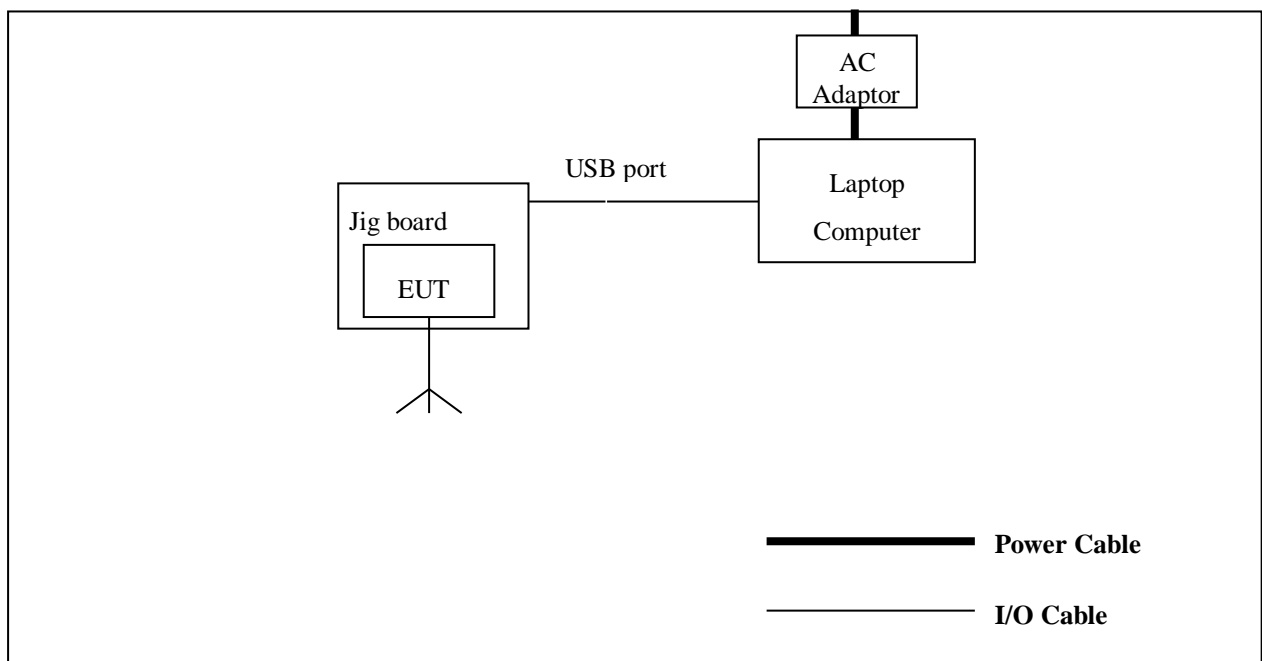 AC
Adaptor
USB port
Laptop
Computer
Jig board
EUT
Power Cable
I/O Cable